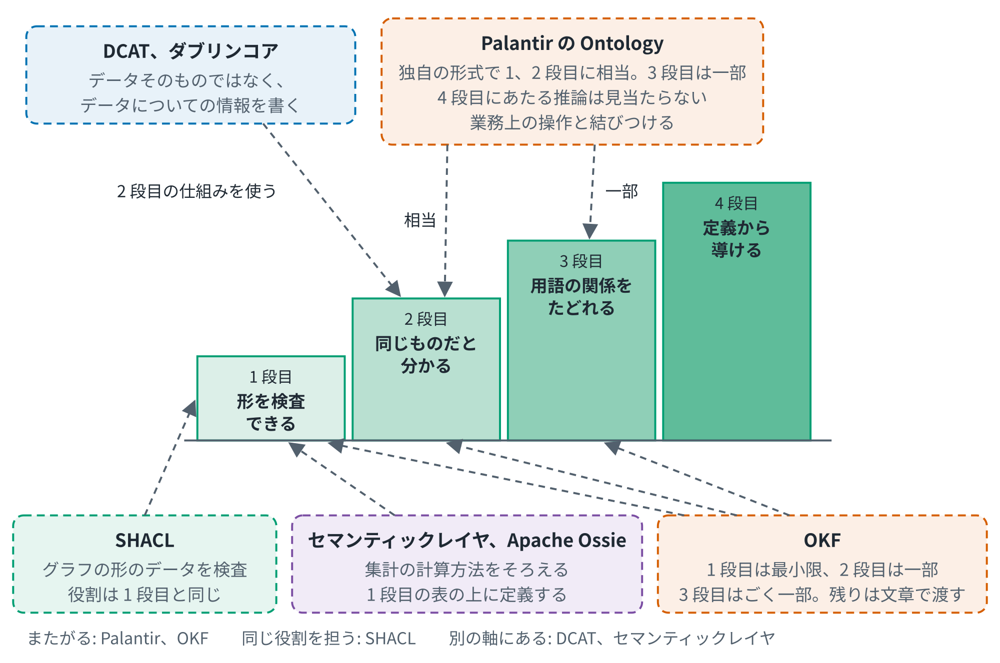 DCAT、ダブリンコア
データそのものではなく、
データについての情報を書く
Palantir の Ontology
独自の形式で 1、2 段目に相当。3 段目は一部
4 段目にあたる推論は見当たらない
業務上の操作と結びつける
2 段目の仕組みを使う
相当
一部
1 段目
形を検査
できる
2 段目
同じものだと
分かる
3 段目
用語の関係を
たどれる
4 段目
定義から
導ける
SHACL
グラフの形のデータを検査
役割は 1 段目と同じ
セマンティックレイヤ、Apache Ossie
集計の計算方法をそろえる
1 段目の表の上に定義する
OKF
1 段目は最小限、2 段目は一部
3 段目はごく一部。残りは文章で渡す
またがる: Palantir、OKF
同じ役割を担う: SHACL
別の軸にある: DCAT、セマンティックレイヤ